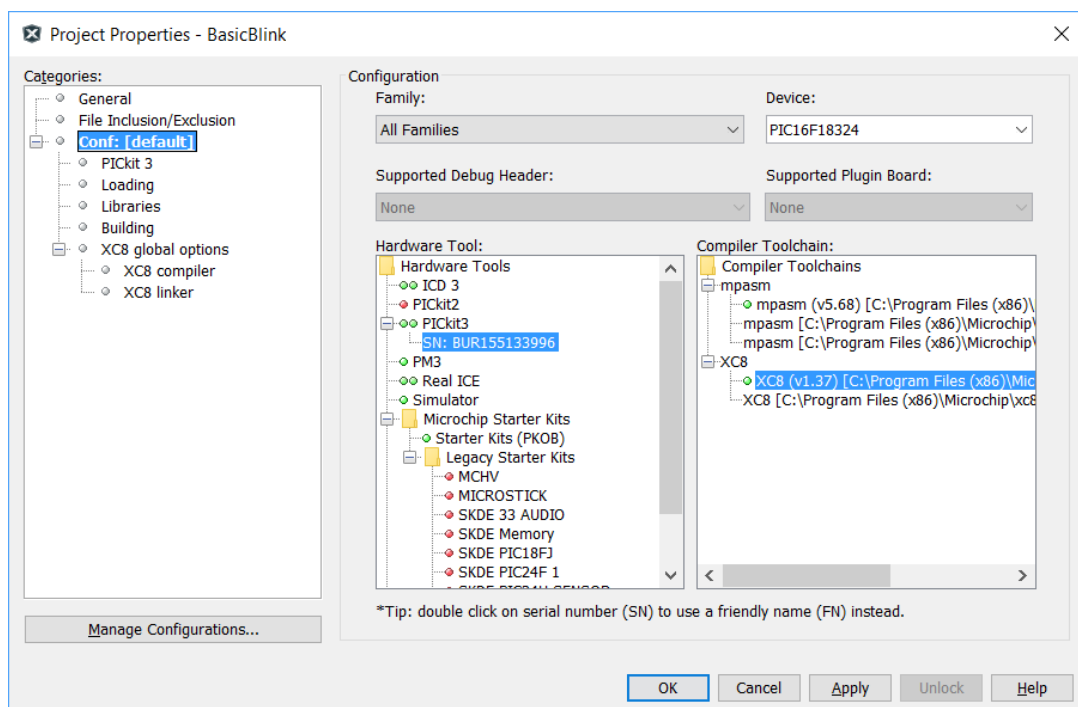 Project Properties - BasicBlink
Categories:
General
File Inclusion/Exclusion
Conf: [default]
PICkit 3
Loading
Libraries
Building
XC8 global options
XC8 compiler
XC8 linker
Manage Configurations...
Configuration
Family:
Device:
All Families
PIC16F18324
Supported Debug Header:
Supported Plugin Board:
None
None
Hardware Tool:
Hardware Tools
ICD 3
PICkit2
PICkit3
SN: BUR155133996
PM3
Real ICE
Simulator
Microchip Starter Kits
Starter Kits (PKOB)
Legacy Starter Kits
MCHV
MICROSTICK
SKDE 33 AUDIO
SKDE Memory
SKDE PIC18FJ
SKDE PIC24F 1
Compiler Toolchain:
Compiler Toolchains
mpasm
mpasm (v5.68) [C:\Program Files (x86)\
mpasm [C:\Program Files (x86)\Microchip\
mpasm [C:\Program Files (x86)\Microchip\
XC8
XC8 (v1.37) [C:\Program Files (x86)\Mic
XC8 [C:\Program Files (x86)\Microchip\xc8
*Tip: double click on serial number (SN) to use a friendly name (FN) instead.
OK
Cancel
Apply
Unlock
Help